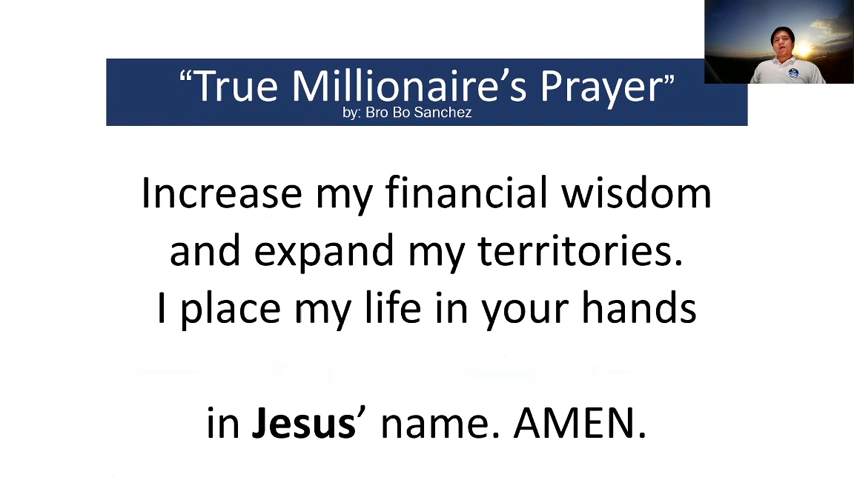 “True Millionaire’s Prayer”
by: Bro Bo Sanchez
Increase my financial wisdom
and expand my territories.
I place my life in your hands
in Jesus’ name. AMEN.